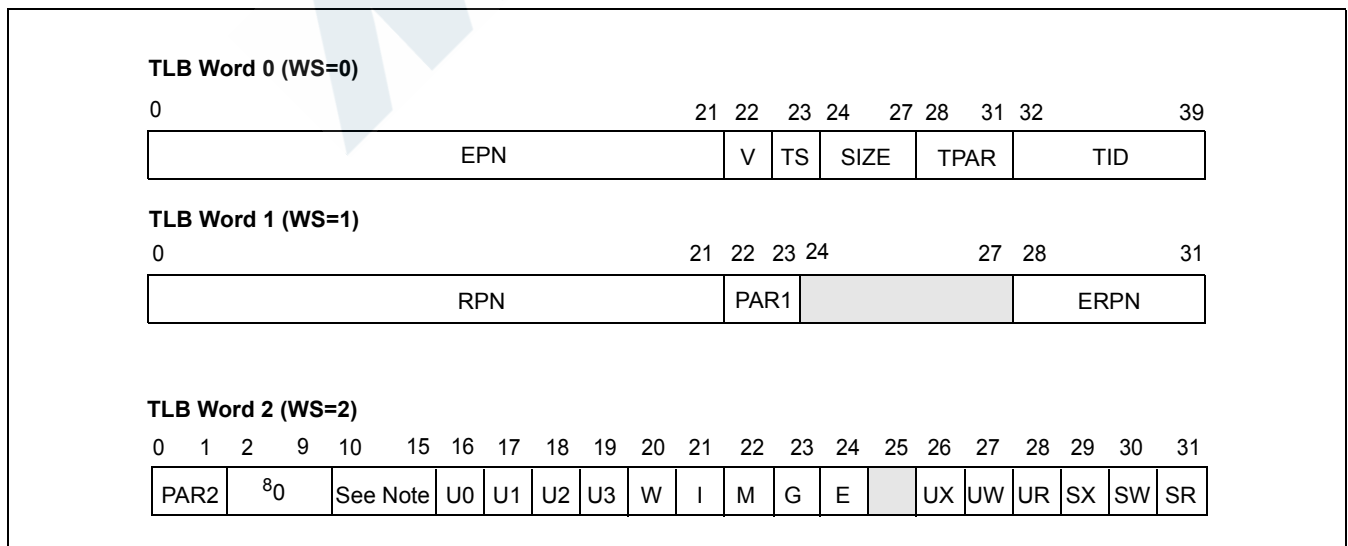 TLB Word 0 (WS=0)
0 21 22 23 24 27 28 31 32 39
EPN V TS SIZE TPAR TID
TLB Word 1 (WS=1)
0 21 22 23 24 27 28 31
RPN PAR1 ERPN
TLB Word 2 (WS=2)
0 1 2 9 10 15 16 17 18 19 20 21 22 23 24 25 26 27 28 29 30 31
PAR2 ⁸0 See Note U0 U1 U2 U3 W I M G E UX UW UR SX SW SR